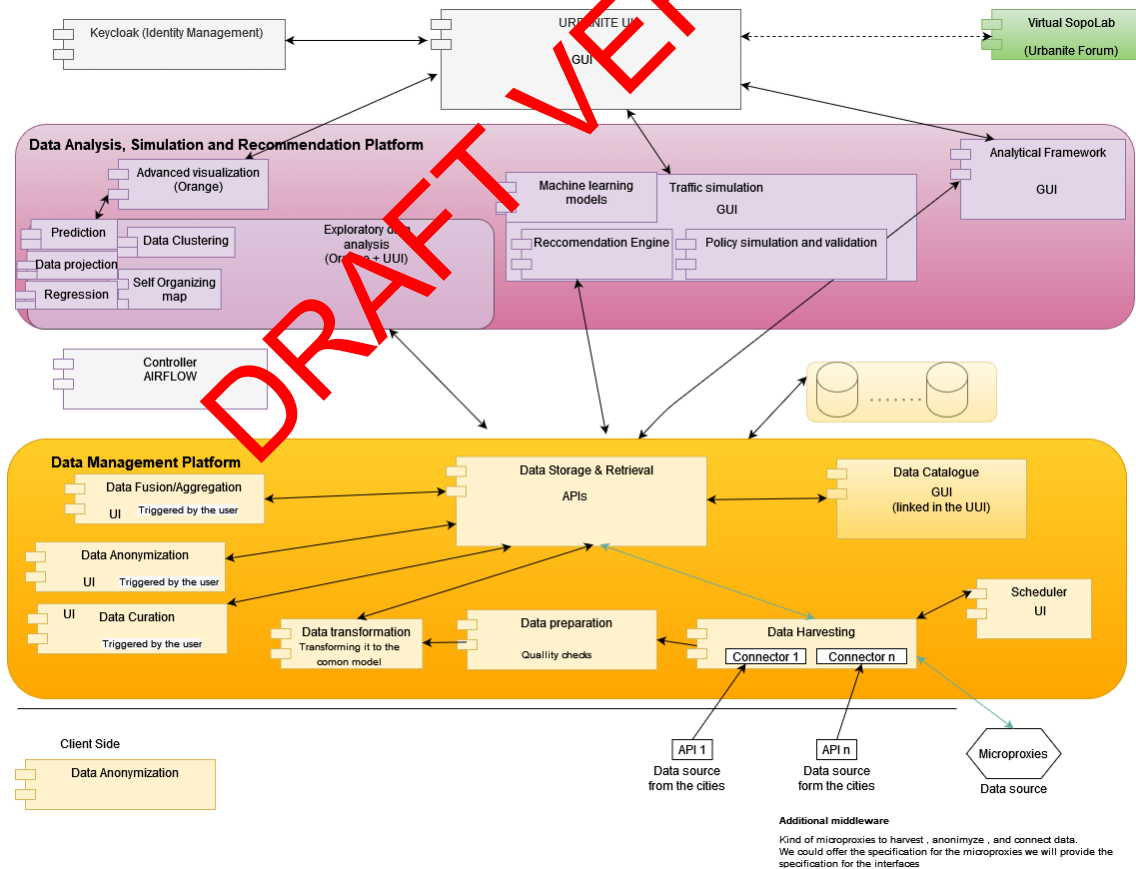 Keycloak (Identity Management)
URBANITE UI
GUI
Virtual SopoLab
(Urbanite Forum)
DRAFT VER
Data Analysis, Simulation and Recommendation Platform
Advanced visualization
(Orange)
Prediction
Data projection
Regression
Data Clustering
Self Organizing
map
Exploratory data
analysis
(Orange + UUI)
Machine learning
models
Traffic simulation
GUI
Reccomendation Engine
Policy simulation and validation
Analytical Framework
GUI
Controller
AIRFLOW
.......
Data Management Platform
Data Fusion/Aggregation
UI Triggered by the user
Data Anonymization
UI Triggered by the user
UI Data Curation
Triggered by the user
Data Storage & Retrieval
APIs
Data Catalogue
GUI
(linked in the UUI)
Data transformation
Transforming it to the
comon model
Data preparation
Quallity checks
Data Harvesting
Connector 1
Connector n
Scheduler
UI
Client Side
Data Anonymization
API 1
Data source
from the cities
API n
Data source
form the cities
Microproxies
Data source
Additional middleware
Kind of microproxies to harvest , anonimyze , and connect data.
We could offer the specification for the microproxies we will provide the
specification for the interfaces